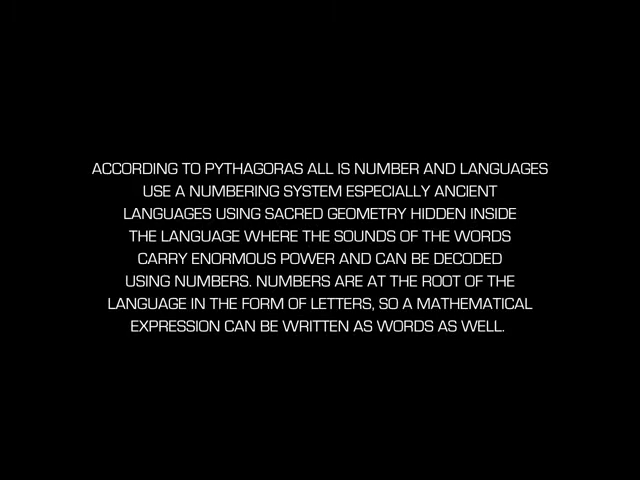 ACCORDING TO PYTHAGORAS ALL IS NUMBER AND LANGUAGES
USE A NUMBERING SYSTEM ESPECIALLY ANCIENT
LANGUAGES USING SACRED GEOMETRY HIDDEN INSIDE
THE LANGUAGE WHERE THE SOUNDS OF THE WORDS
CARRY ENORMOUS POWER AND CAN BE DECODED
USING NUMBERS. NUMBERS ARE AT THE ROOT OF THE
LANGUAGE IN THE FORM OF LETTERS, SO A MATHEMATICAL
EXPRESSION CAN BE WRITTEN AS WORDS AS WELL.